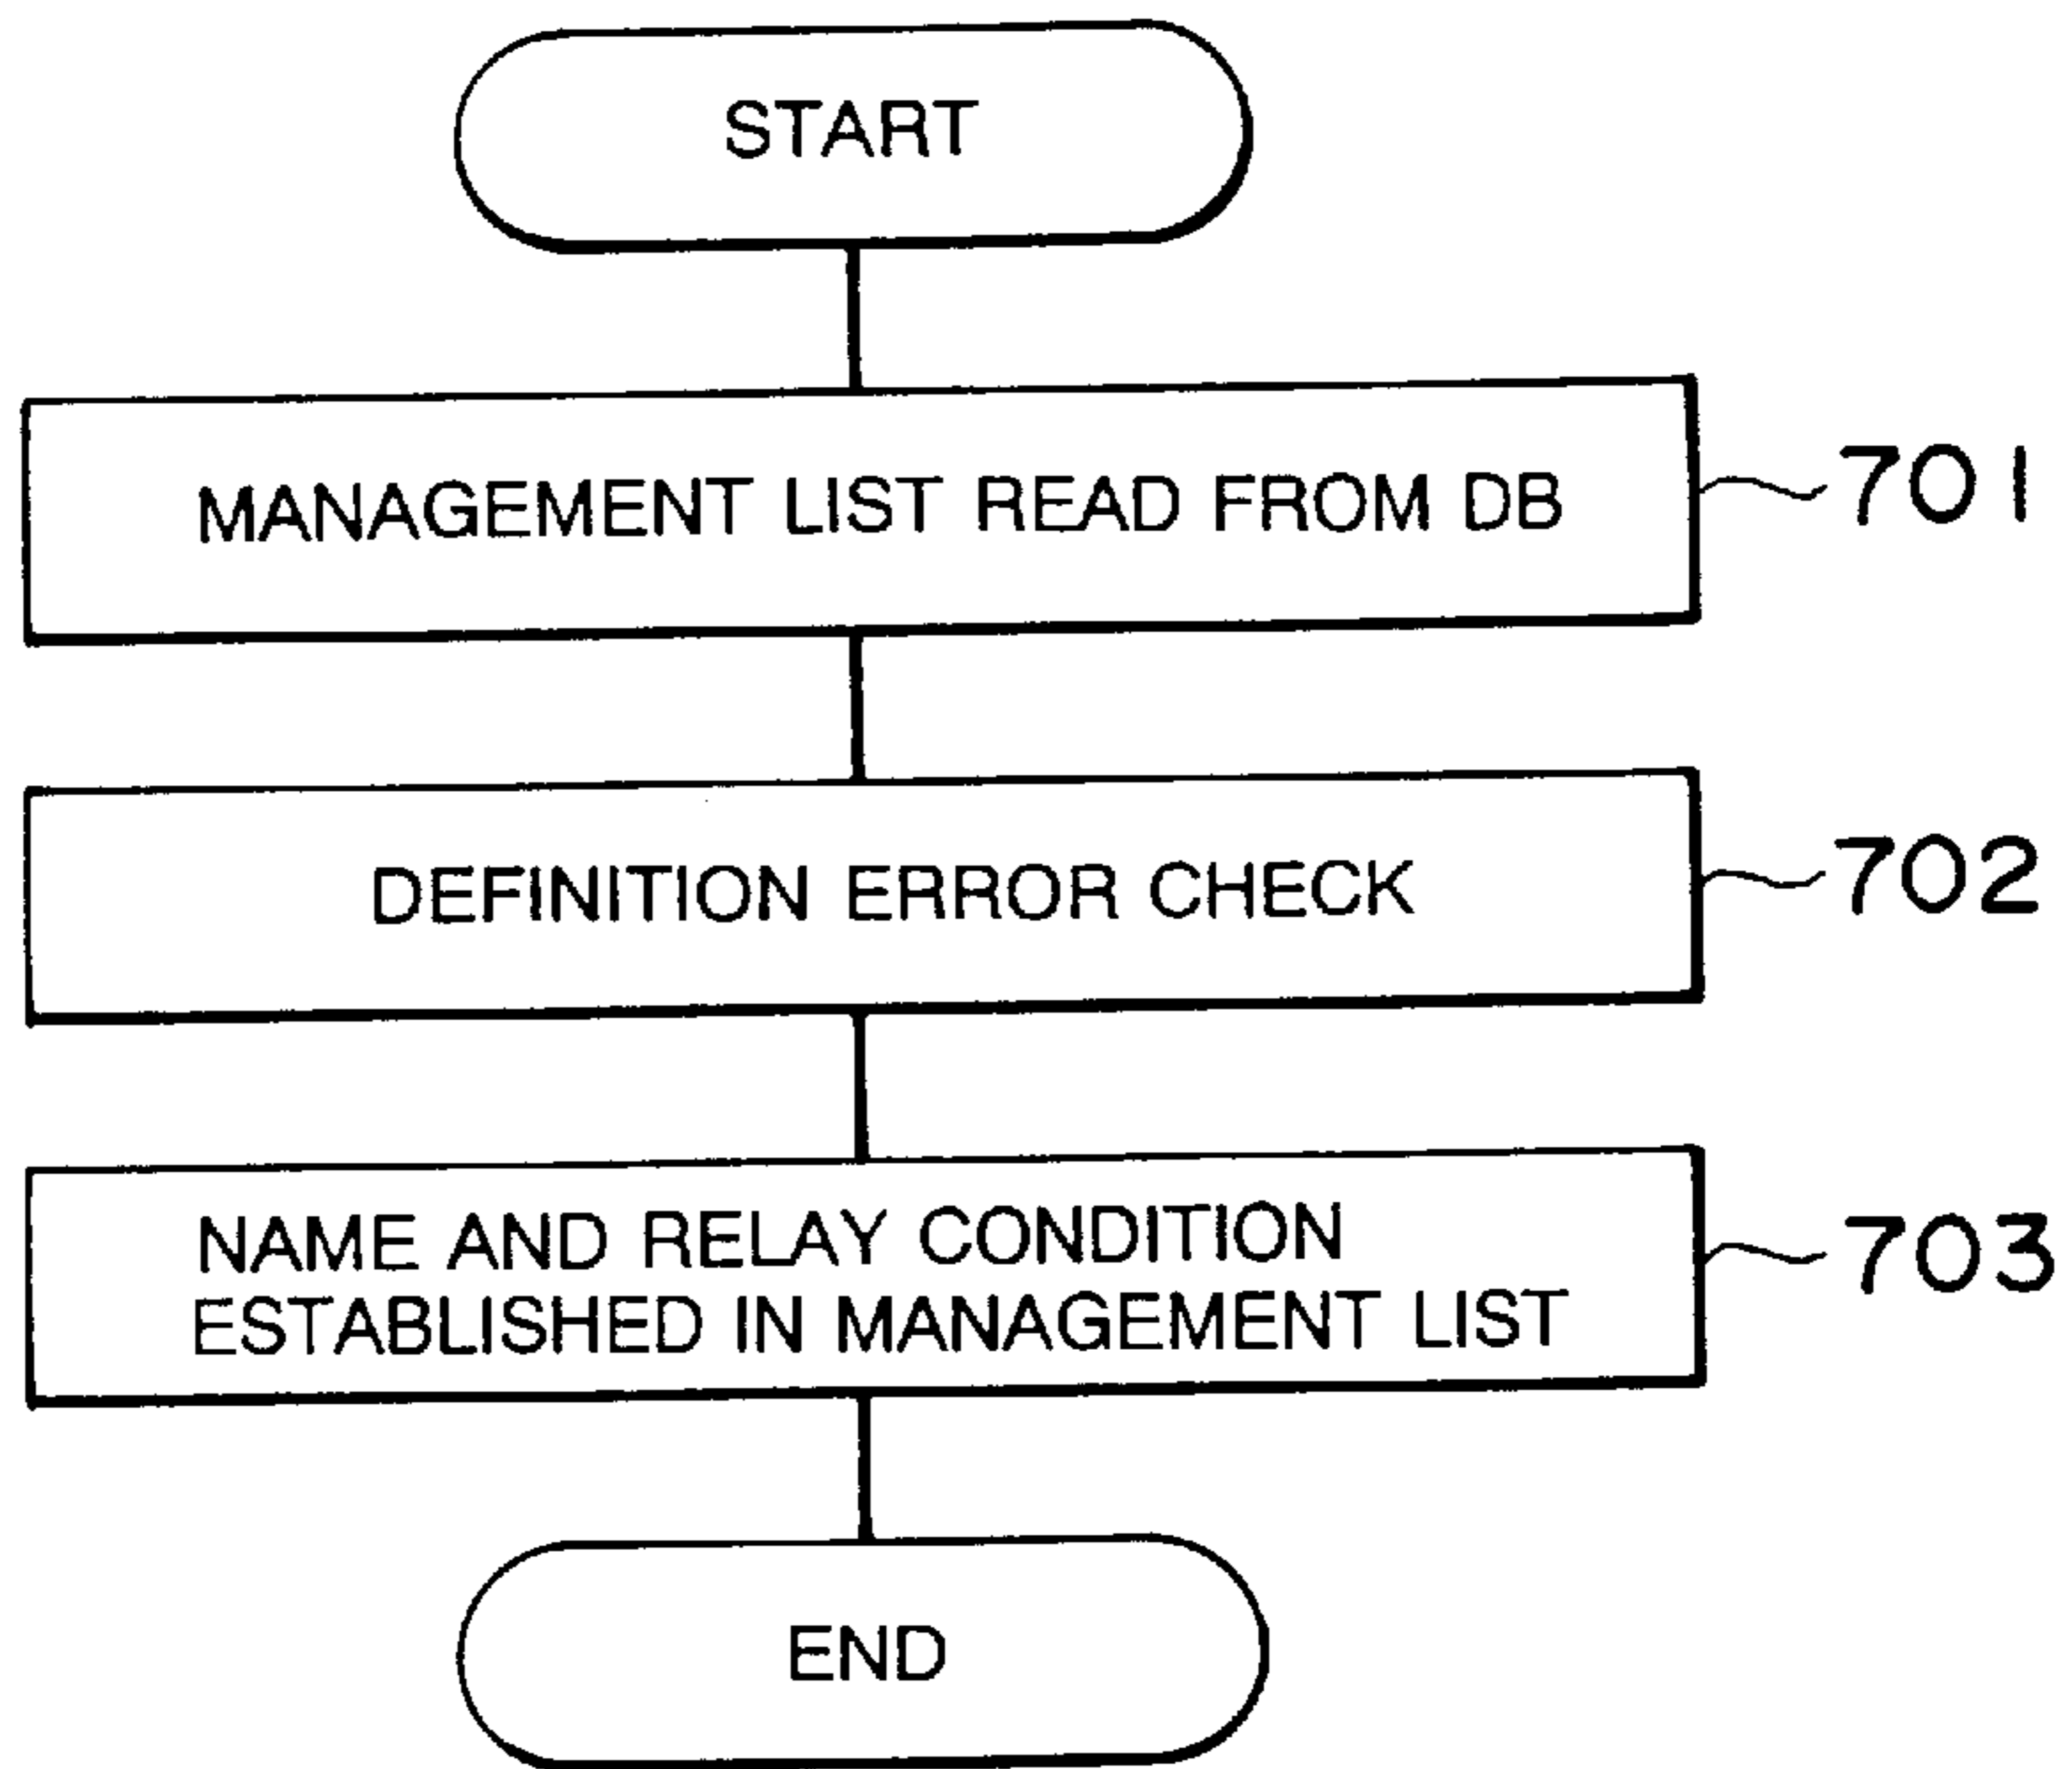 START
MANAGEMENT LIST READ FROM DB
701
DEFINITION ERROR CHECK
702
NAME AND RELAY CONDITION
ESTABLISHED IN MANAGEMENT LIST
703
END